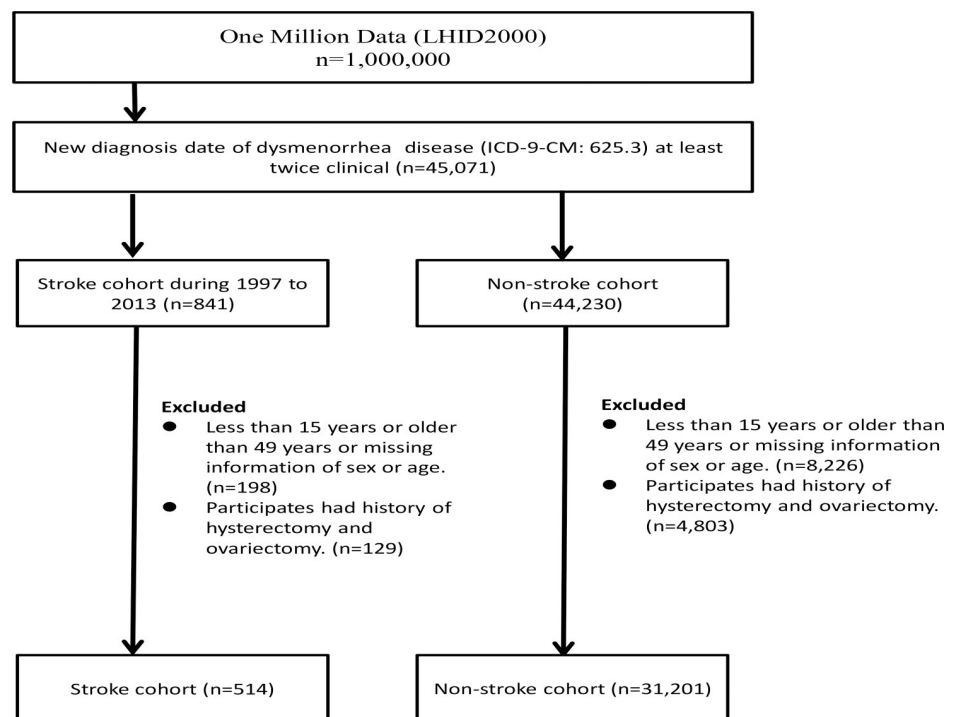 One Million Data (LHID2000)
n=1,000,000
New diagnosis date of dysmenorrhea disease (ICD-9-CM: 625.3) at least
twice clinical (n=45,071)
Stroke cohort during 1997 to
2013 (n=841)
Non-stroke cohort
(n=44,230)
Excluded
● Less than 15 years or older
than 49 years or missing
information of sex or age.
(n=198)
● Participates had history of
hysterectomy and
ovariectomy. (n=129)
Excluded
● Less than 15 years or older than
49 years or missing information
of sex or age. (n=8,226)
● Participates had history of
hysterectomy and ovariectomy.
(n=4,803)
Stroke cohort (n=514)
Non-stroke cohort (n=31,201)